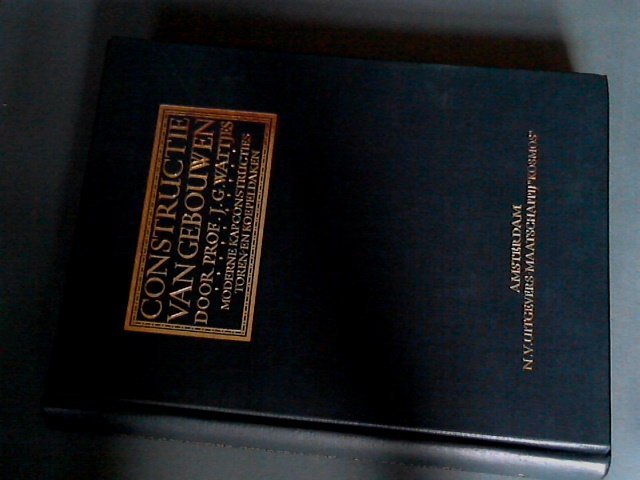 CONSTRUCTIE
VAN GEBOUWEN
DOOR PROF. J. G. WATTJES
MODERNE KAPCONSTRUCTIES
TOREN- EN KOEPELDAKEN
AMSTERDAM
N.V. UITGEVERS-MAATSCHAPPIJ "KOSMOS"